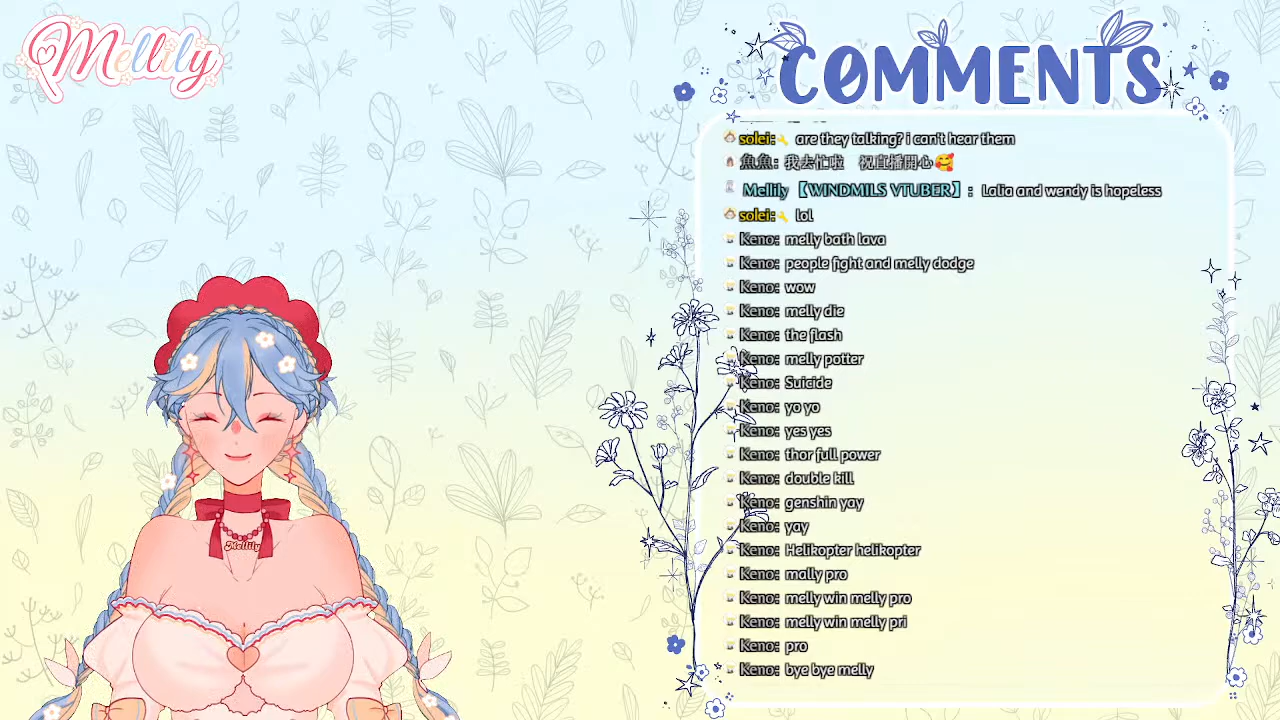 Mellily
COMMENTS
solei: are they talking? i can't hear them
魚魚: 我去忙啦 祝直播開心🥰
Mellily 【WINDMILS VTUBER】 : Lalia and wendy is hopeless
solei: lol
Keno: melly bath lava
Keno: people fight and melly dodge
Keno: wow
Keno: melly die
Keno: the flash
Keno: melly potter
Keno: Suicide
Keno: yo yo
Keno: yes yes
Keno: thor full power
Keno: double kill
Keno: genshin yay
Keno: yay
Keno: Helikopter helikopter
Keno: mally pro
Keno: melly win melly pro
Keno: melly win melly pri
Keno: pro
Keno: bye bye melly
Mellily